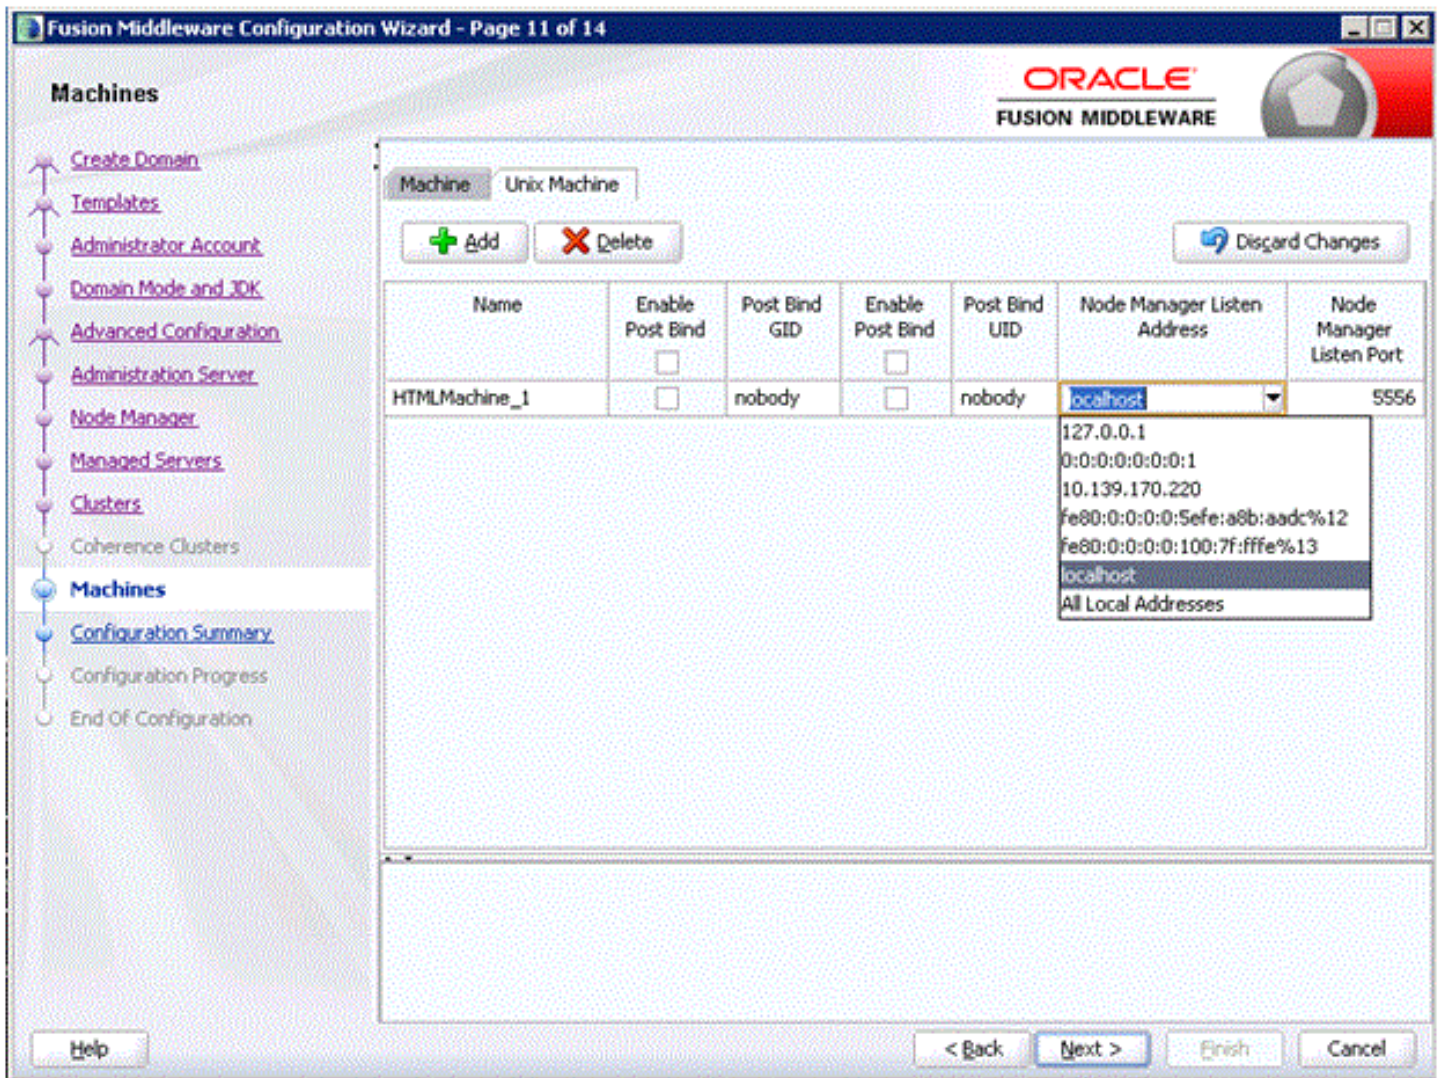 Fusion Middleware Configuration Wizard - Page 11 of 14
Machines
ORACLE
FUSION MIDDLEWARE
Create Domain
Templates
Administrator Account
Domain Mode and JDK
Advanced Configuration
Administration Server
Node Manager
Managed Servers
Clusters
Coherence Clusters
Machines
Configuration Summary
Configuration Progress
End Of Configuration
Machine Unix Machine
Add Delete Discard Changes
Name Enable Post Bind Post Bind GID Enable Post Bind Post Bind UID Node Manager Listen Address Node Manager Listen Port
HTMLMachine_1 nobody nobody localhost 5556
127.0.0.1
0:0:0:0:0:0:0:1
10.139.170.220
fe80:0:0:0:0:5efe:a8b:aadc%12
fe80:0:0:0:0:100:7f:fffe%13
localhost
All Local Addresses
Help < Back Next > Finish Cancel